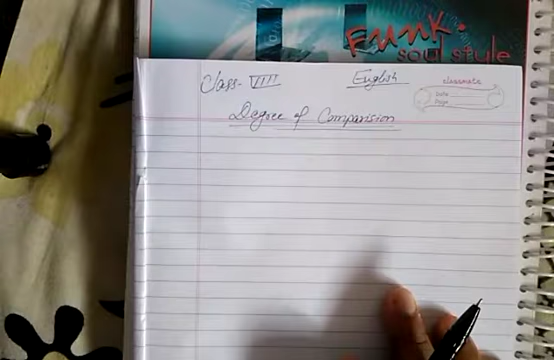 Funk.
soul style
Class- VIII English
classmate
Date
Page
Degree of Comparision